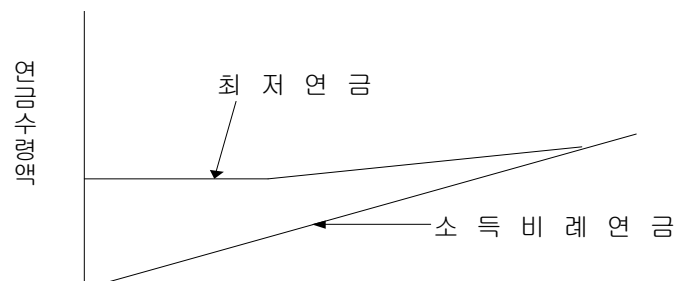 연금수령액
최 저 연 금
소 득 비 례 연 금